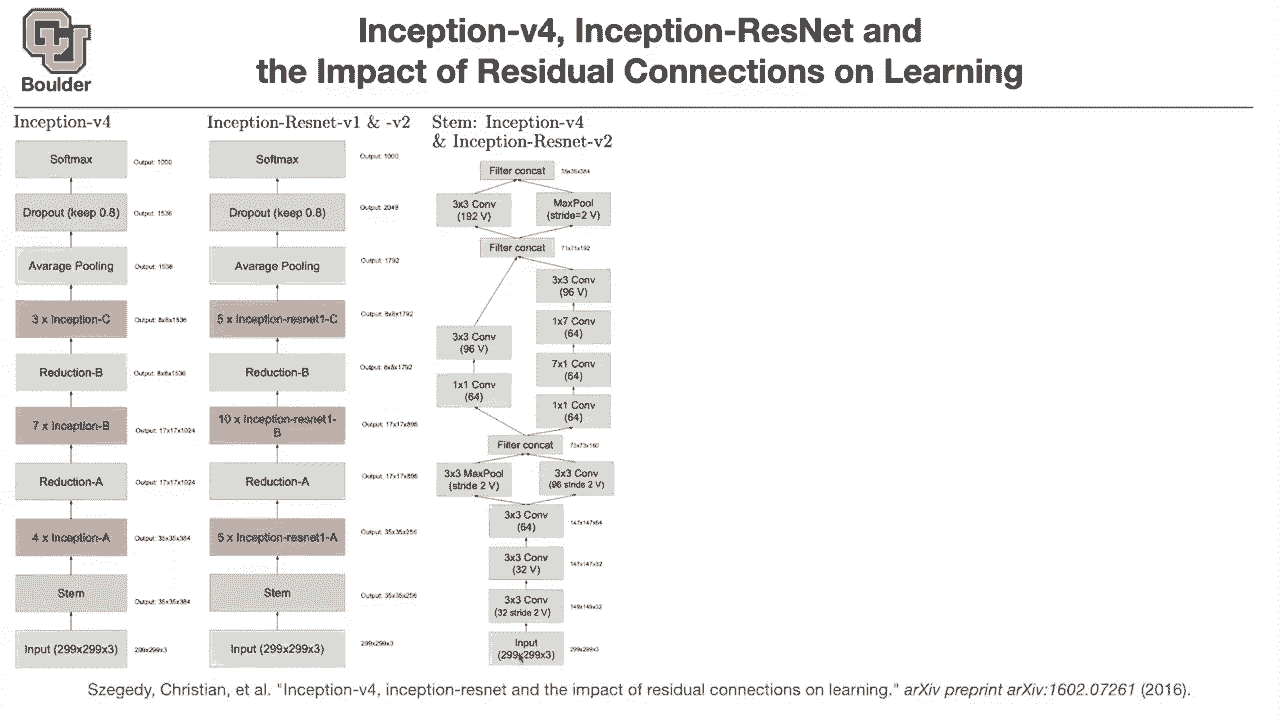 Inception-v4, Inception-ResNet and
the Impact of Residual Connections on Learning
Boulder
Inception-v4
Softmax
Output: 1000
Dropout (keep 0.8)
Output: 1536
Avarage Pooling
Output: 1536
3 x Inception-C
Output: 8x8x1536
Reduction-B
Output: 8x8x1536
7 x Inception-B
Output: 17x17x1024
Reduction-A
Output: 17x17x1024
4 x Inception-A
Output: 35x35x384
Stem
Output: 35x35x384
Input (299x299x3)
299x299x3
Inception-Resnet-v1 & -v2
Softmax
Output: 1000
Dropout (keep 0.8)
Output: 2048
Avarage Pooling
Output: 1792
5 x Inception-resnet1-C
Output: 8x8x1792
Reduction-B
Output: 8x8x1792
10 x Inception-resnet1-
B
Output: 17x17x896
Reduction-A
Output: 17x17x896
5 x Inception-resnet1-A
Output: 35x35x256
Stem
Output: 35x35x256
Input (299x299x3)
299x299x3
Stem: Inception-v4
& Inception-Resnet-v2
Filter concat
35x35x384
3x3 Conv
(192 V)
MaxPool
(stride=2 V)
Filter concat
71x71x192
3x3 Conv
(96 V)
1x7 Conv
(64)
3x3 Conv
(96 V)
7x1 Conv
(64)
1x1 Conv
(64)
1x1 Conv
(64)
Filter concat
73x73x160
3x3 MaxPool
(stride 2 V)
3x3 Conv
(96 stride 2 V)
3x3 Conv
(64)
147x147x64
3x3 Conv
(32 V)
147x147x32
3x3 Conv
(32 stride 2 V)
149x149x32
Input
(299x299x3)
299x299x3
Szegedy, Christian, et al. "Inception-v4, inception-resnet and the impact of residual connections on learning." arXiv preprint arXiv:1602.07261 (2016).